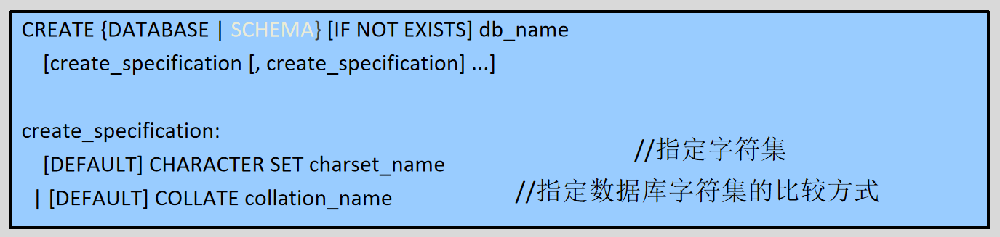 CREATE {DATABASE | SCHEMA} [IF NOT EXISTS] db_name
[create_specification [, create_specification] ...]
create_specification:
[DEFAULT] CHARACTER SET charset_name //指定字符集
| [DEFAULT] COLLATE collation_name //指定数据库字符集的比较方式